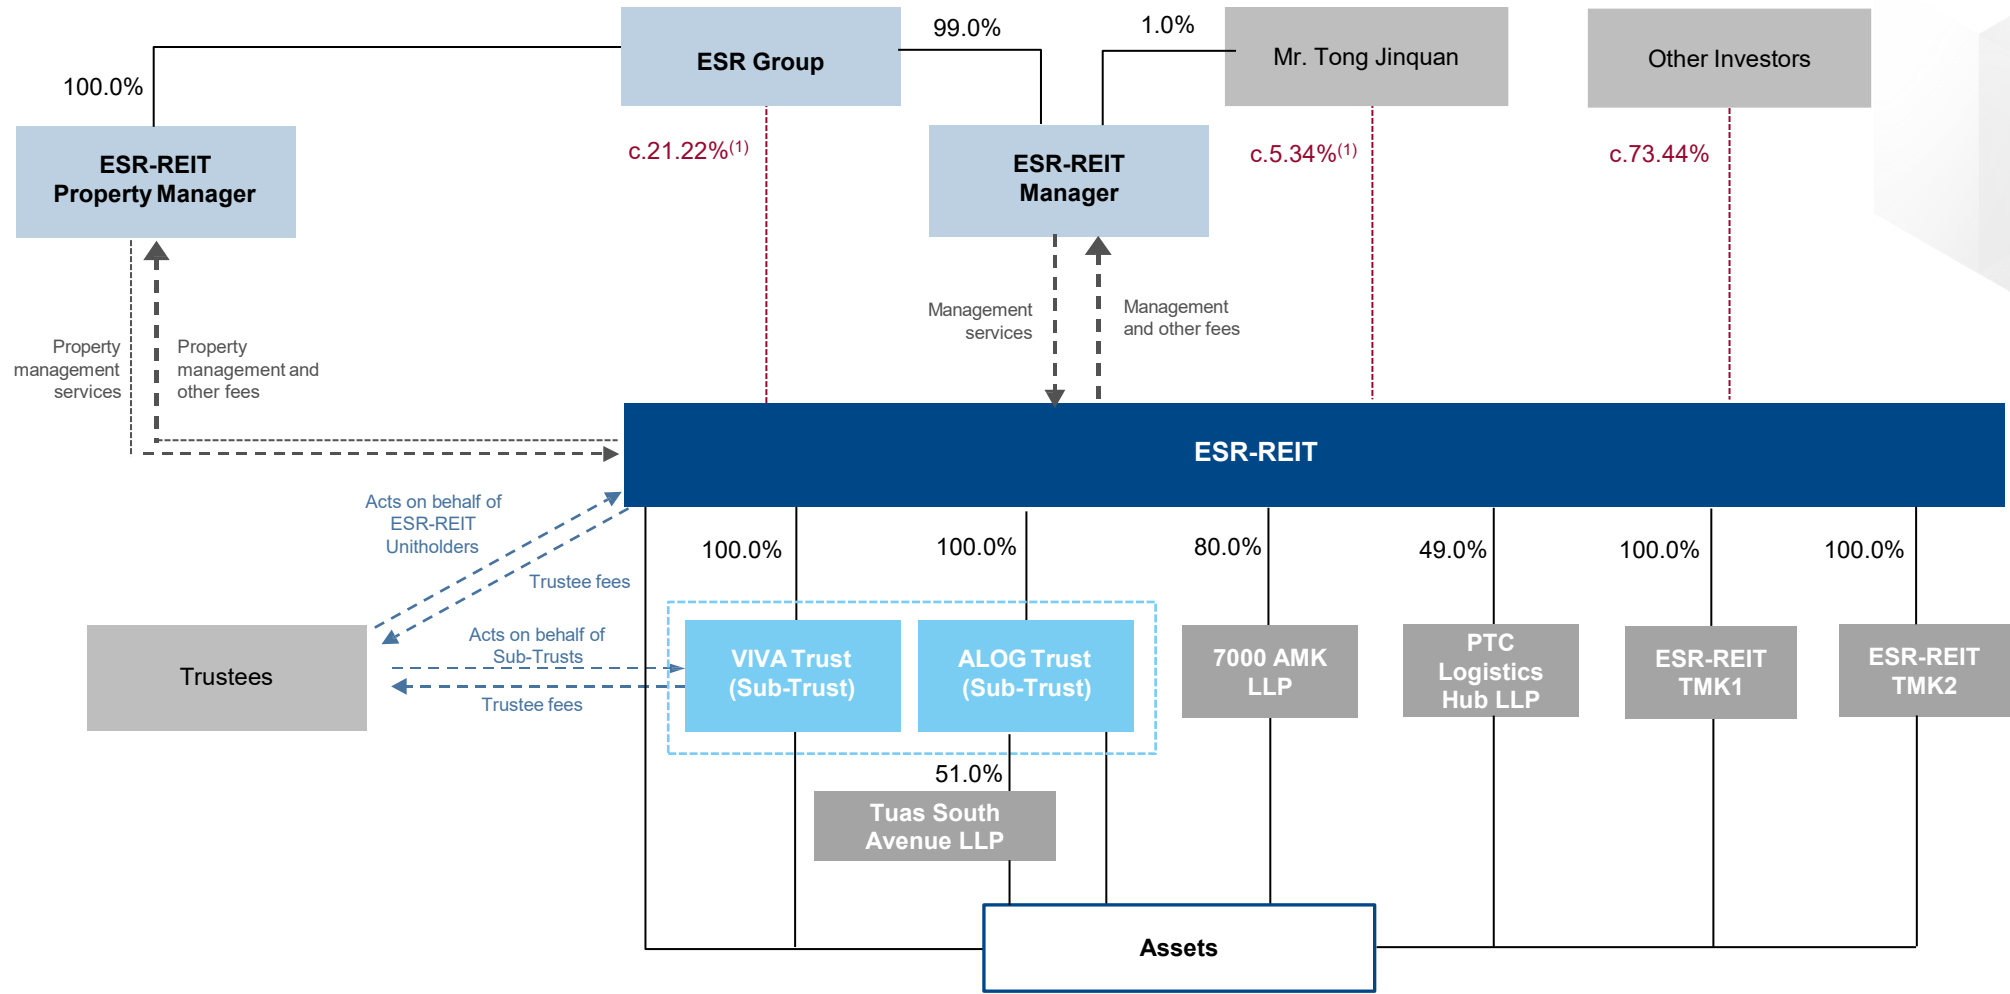 99.0%
1.0%
ESR Group
Mr. Tong Jinquan
Other Investors
100.0%
c.21.22%(1)
c.5.34%(1)
c.73.44%
ESR-REIT
Property Manager
ESR-REIT
Manager
Property
management
services
Property
management and
other fees
Management
services
Management
and other fees
ESR-REIT
Acts on behalf of
ESR-REIT
Unitholders
Trustee fees
100.0%
100.0%
80.0%
49.0%
100.0%
100.0%
Trustees
Acts on behalf of
Sub-Trusts
Trustee fees
VIVA Trust
(Sub-Trust)
ALOG Trust
(Sub-Trust)
7000 AMK
LLP
PTC
Logistics
Hub LLP
ESR-REIT
TMK1
ESR-REIT
TMK2
51.0%
Tuas South
Avenue LLP
Assets